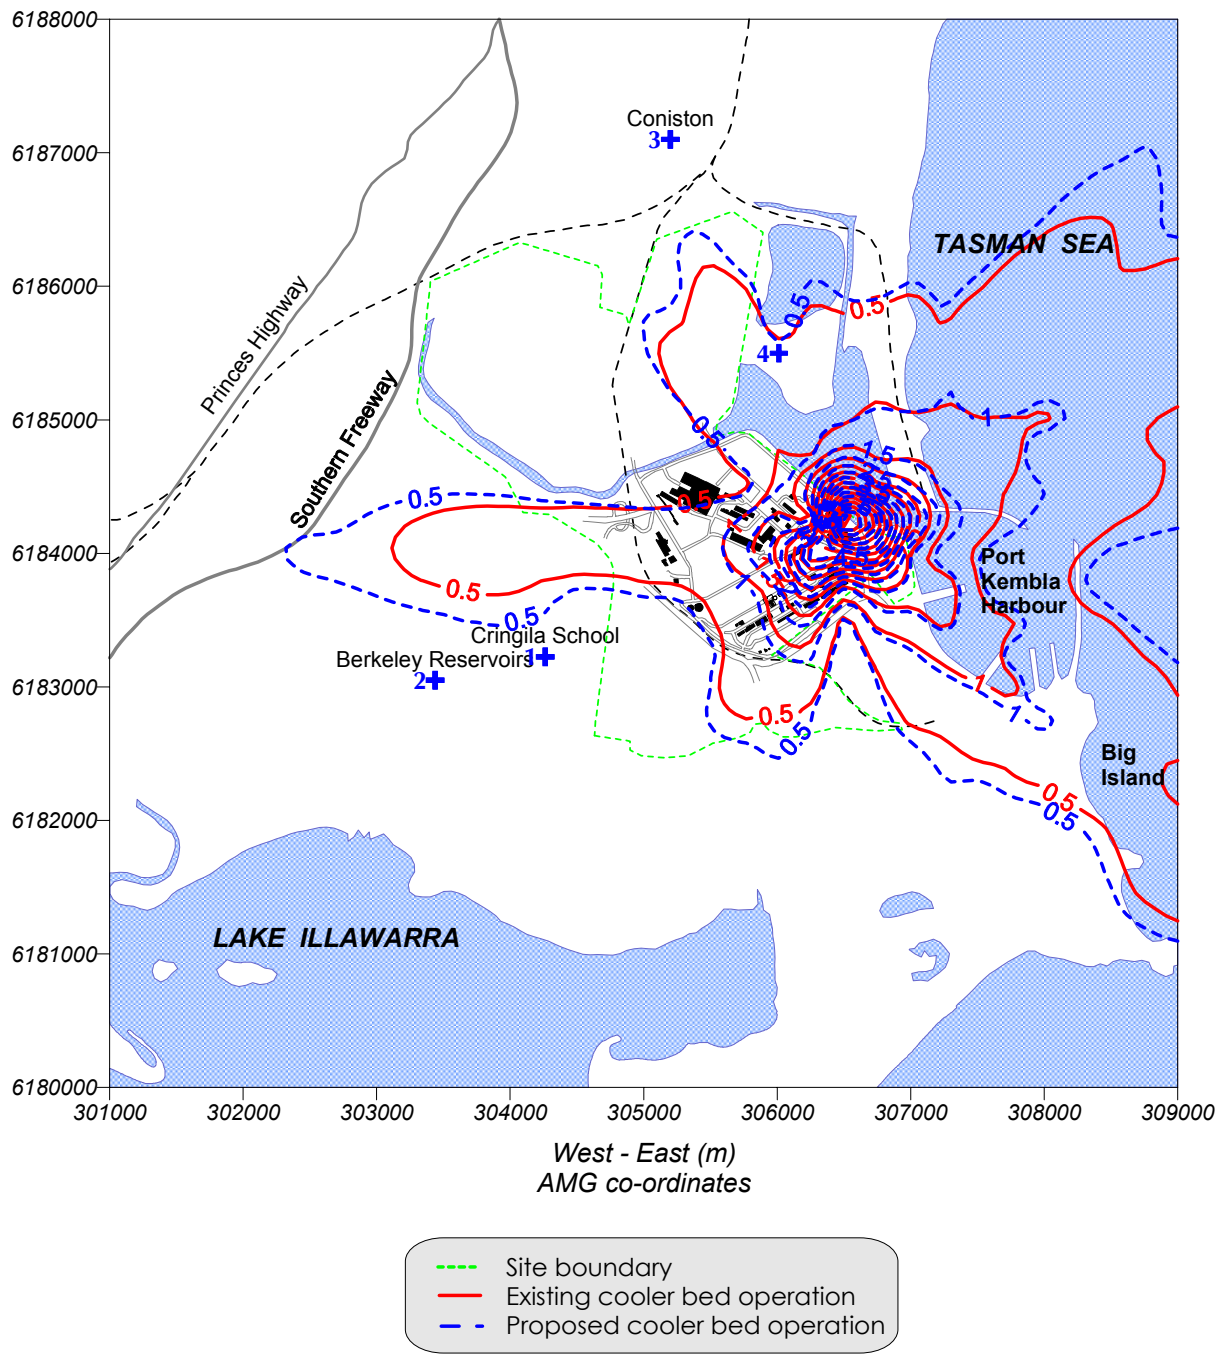 6188000
6187000
6186000
6185000
6184000
6183000
6182000
6181000
6180000
301000
302000
303000
304000
305000
306000
307000
308000
309000
West - East (m)
AMG co-ordinates
Coniston
3
TASMAN SEA
Princes Highway
Southern Freeway
0.5
0.5
4
0.5
1
1.5
0.5
0.5
0.5
0.5
0.5
Port
Kembla
Harbour
Cringila School
1
Berkeley Reservoirs
2
1
1
0.5
0.5
Big
Island
0.5
0.5
LAKE ILLAWARRA
Site boundary
Existing cooler bed operation
Proposed cooler bed operation